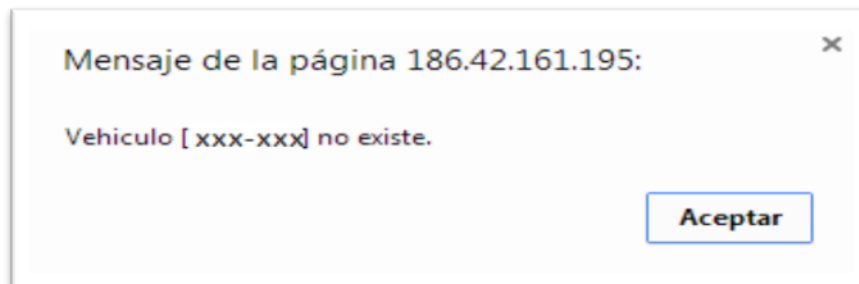 Mensaje de la página 186.42.161.195:
Vehiculo [ xxx-xxx] no existe.
Aceptar